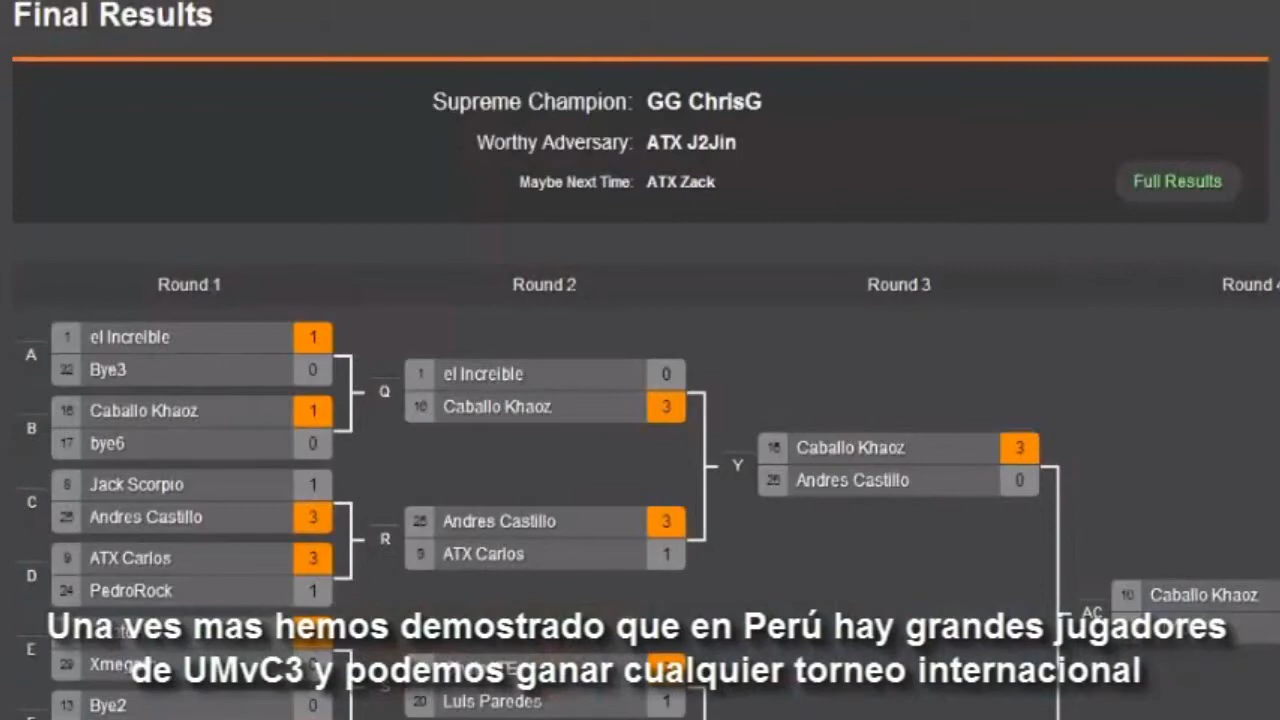 Final Results
Supreme Champion: GG ChrisG
Worthy Adversary: ATX J2Jin
Maybe Next Time: ATX Zack
Full Results
Round 1
Round 2
Round 3
Round
A
1 el Increible 1
22 Bye3 0
B
16 Caballo Khaoz 1
17 bye6 0
C
8 Jack Scorpio 1
25 Andres Castillo 3
D
9 ATX Carlos 3
24 PedroRock 1
E
29
13 Bye2 0
Q
1 el Increible 0
16 Caballo Khaoz 3
R
25 Andres Castillo 3
9 ATX Carlos 1
S
20 Luis Paredes 1
Y
16 Caballo Khaoz 3
25 Andres Castillo 0
AC
16 Caballo Khaoz
Una ves mas hemos demostrado que en Perú hay grandes jugadores
de UMvC3 y podemos ganar cualquier torneo internacional